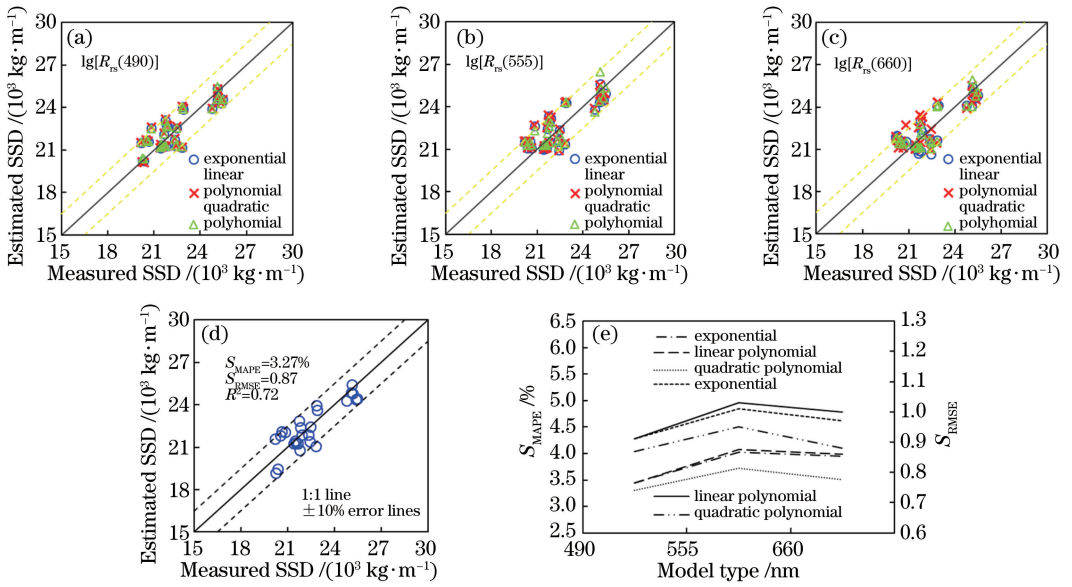 30
27
24
21
18
15
15
18
21
24
27
30
(a)
lg[Rrs(490)]
exponential
linear
polynomial
quadratic
polyhomial
Estimated SSD /(10³ kg·m⁻¹)
Measured SSD /(10³ kg·m⁻¹)
30
27
24
21
18
15
15
18
21
24
27
30
(b)
lg[Rrs(555)]
exponential
linear
polynomial
quadratic
polyhomial
Estimated SSD /(10³ kg·m⁻¹)
Measured SSD /(10³ kg·m⁻¹)
30
27
24
21
18
15
15
18
21
24
27
30
(c)
lg[Rrs(660)]
exponential
linear
polynomial
quadratic
polyhomial
Estimated SSD /(10³ kg·m⁻¹)
Measured SSD /(10³ kg·m⁻¹)
30
27
24
21
18
15
15
18
21
24
27
30
(d)
SMAPE=3.27%
SRMSE=0.87
R²=0.72
1:1 line
±10% error lines
Estimated SSD /(10³ kg·m⁻¹)
Measured SSD /(10³ kg·m⁻¹)
6.5
6.0
5.5
5.0
4.5
4.0
3.5
3.0
2.5
SMAPE /%
(e)
exponential
linear polynomial
quadratic polynomial
exponential
linear polynomial
quadratic polynomial
1.3
1.2
1.1
1.0
0.9
0.8
0.7
0.6
SRMSE
490
555
660
Model type /nm